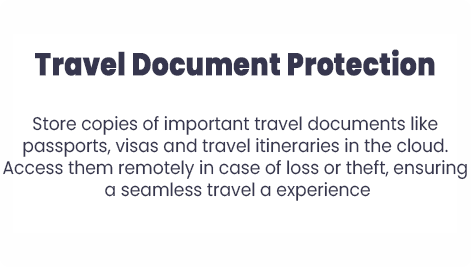 Travel Document Protection
Store copies of important travel documents like
passports, visas and travel itineraries in the cloud.
Access them remotely in case of loss or theft, ensuring
a seamless travel a experience